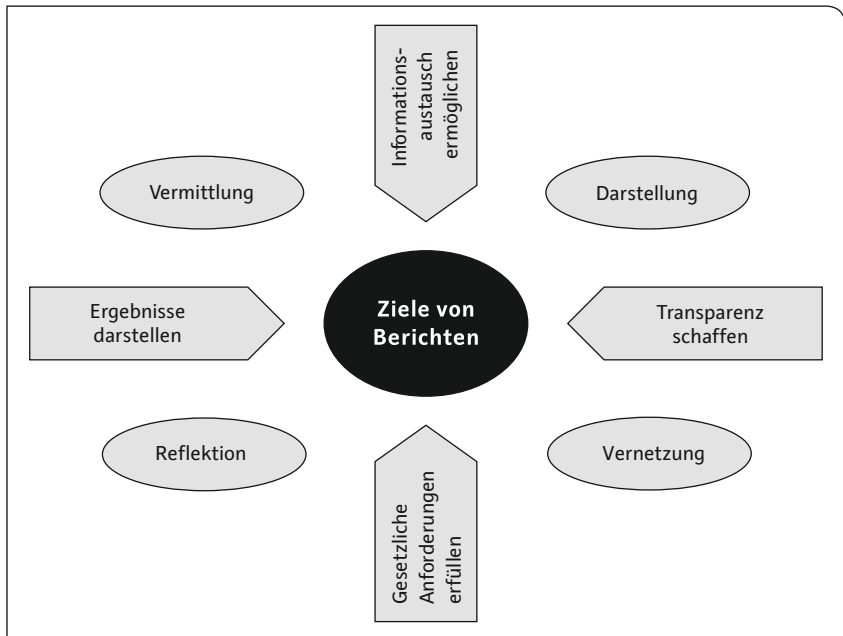 Informations-
austausch
ermöglichen
Vermittlung
Darstellung
Ergebnisse
darstellen
Ziele von
Berichten
Transparenz
schaffen
Reflektion
Vernetzung
Gesetzliche
Anforderungen
erfüllen